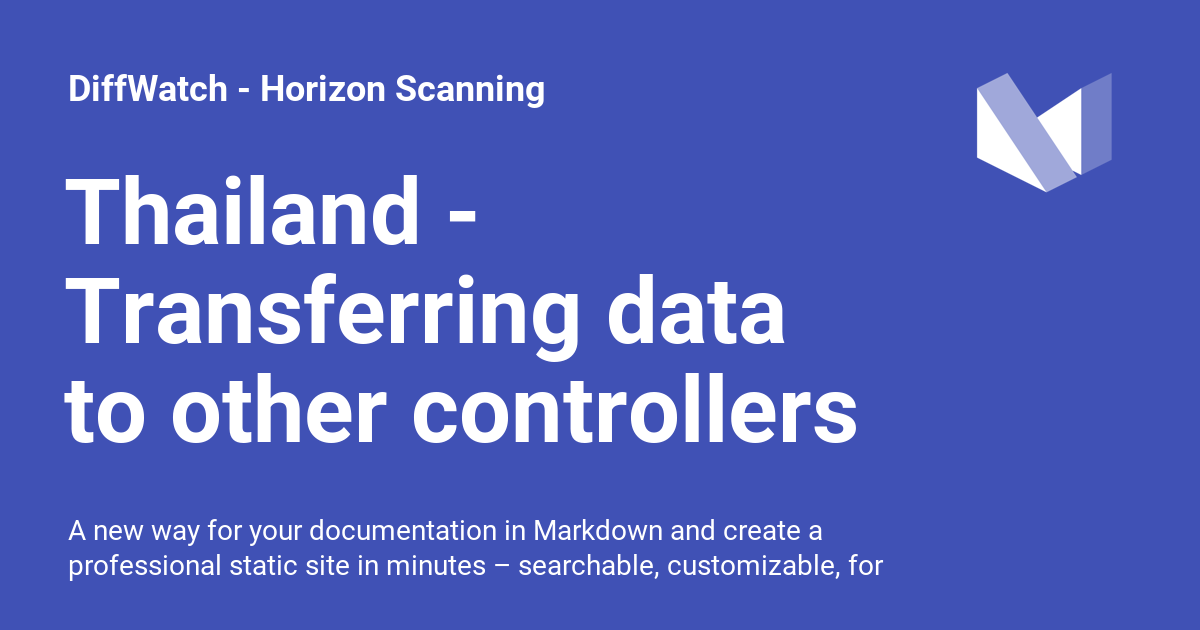 DiffWatch - Horizon Scanning
Thailand -
Transferring data
to other controllers
A new way for your documentation in Markdown and create a
professional static site in minutes – searchable, customizable, for